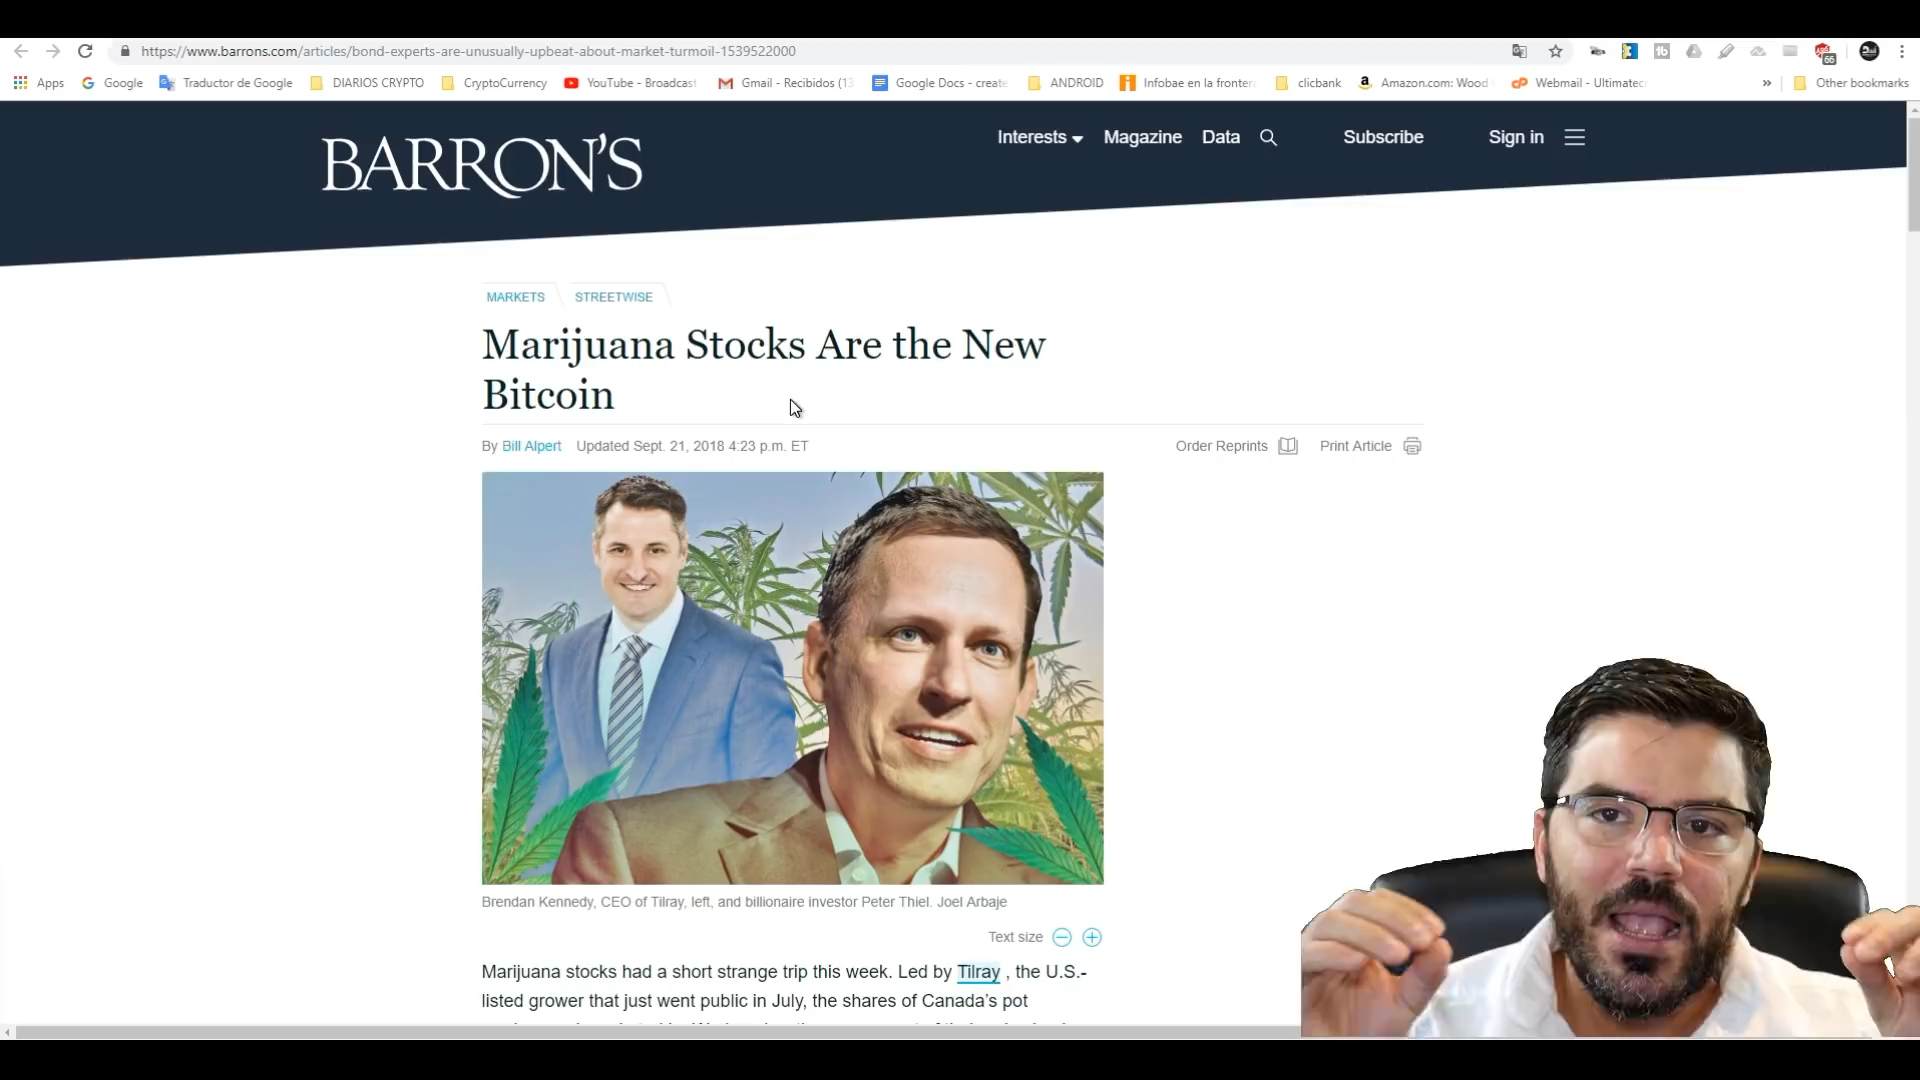 https://www.barrons.com/articles/bond-experts-are-unusually-upbeat-about-market-turmoil-1539522000
66
Apps
Google
Traductor de Google
DIARIOS CRYPTO
CryptoCurrency
YouTube - Broadcast
Gmail - Recibidos (13
Google Docs - create
ANDROID
Infobae en la fronter
clicbank
Amazon.com: Wood
Webmail - Ultimatec
»
Other bookmarks
BARRON'S
Interests
Magazine
Data
Subscribe
Sign in
MARKETS
STREETWISE
Marijuana Stocks Are the New
Bitcoin
By Bill Alpert Updated Sept. 21, 2018 4:23 p.m. ET
Order Reprints
Print Article
Brendan Kennedy, CEO of Tilray, left, and billionaire investor Peter Thiel. Joel Arbaje
Text size
Marijuana stocks had a short strange trip this week. Led by Tilray , the U.S.-
listed grower that just went public in July, the shares of Canada's pot